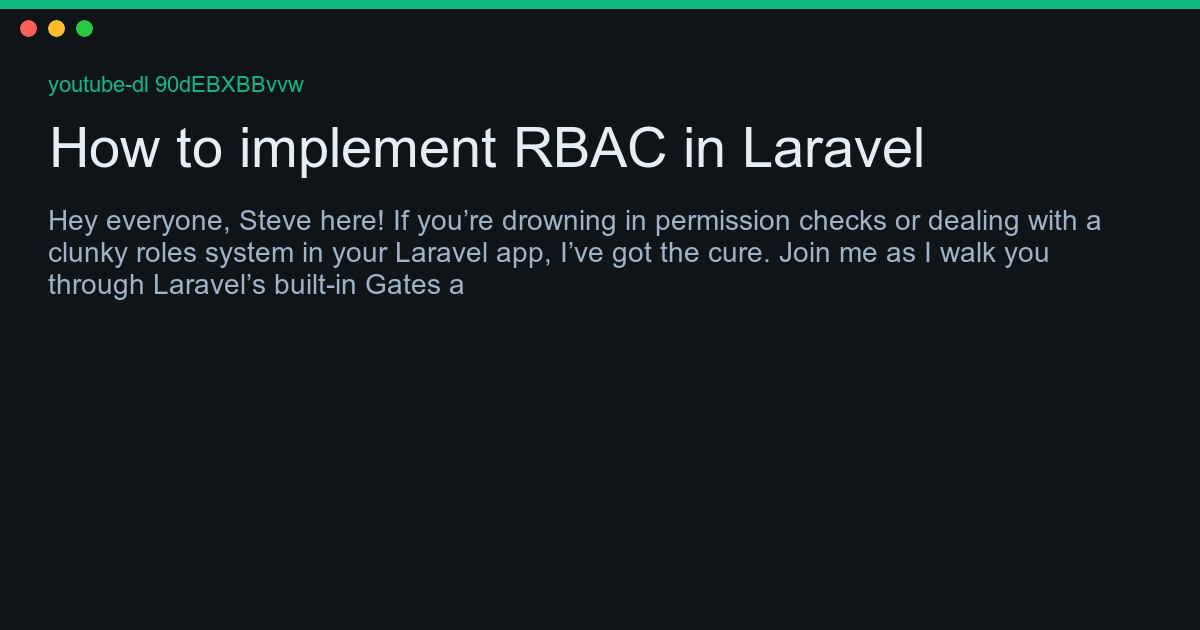 youtube-dl 90dEBXBBvvw
How to implement RBAC in Laravel
Hey everyone, Steve here! If you’re drowning in permission checks or dealing with a
clunky roles system in your Laravel app, I’ve got the cure. Join me as I walk you
through Laravel’s built-in Gates a